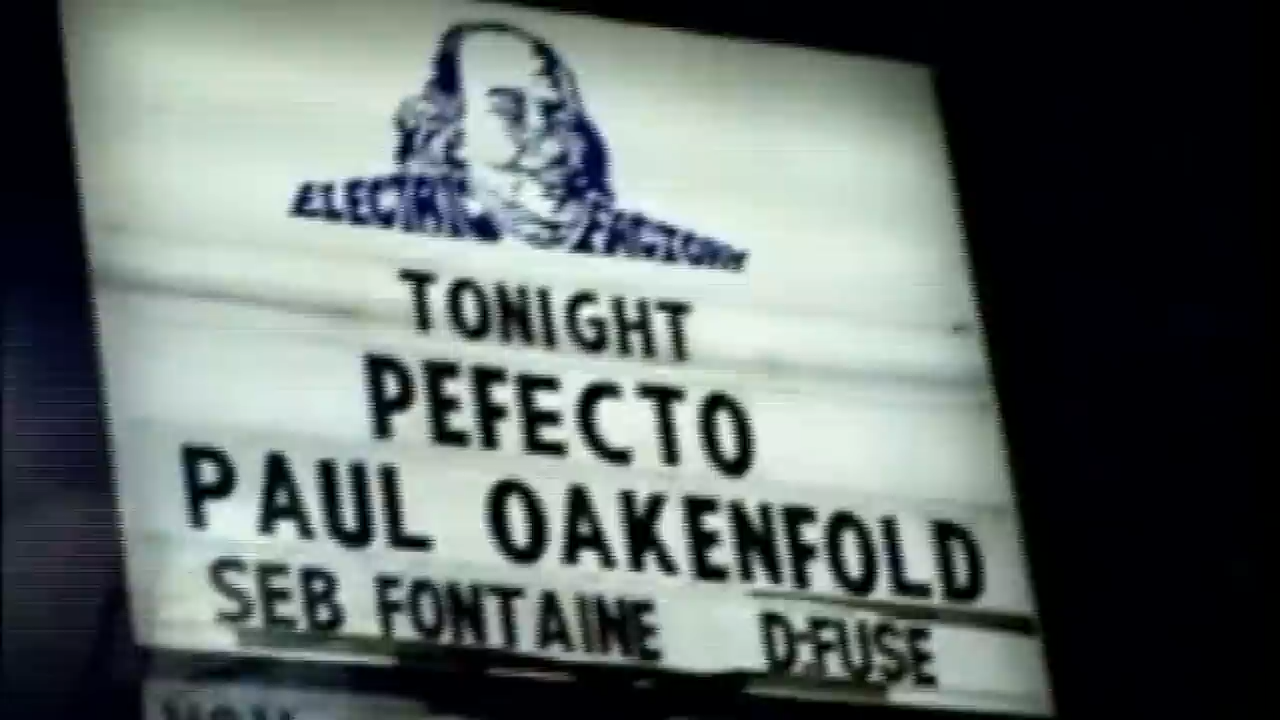 ELECTRIC FACTORY
TONIGHT
PEFECTO
PAUL OAKENFOLD
SEB FONTAINE D:FUSE